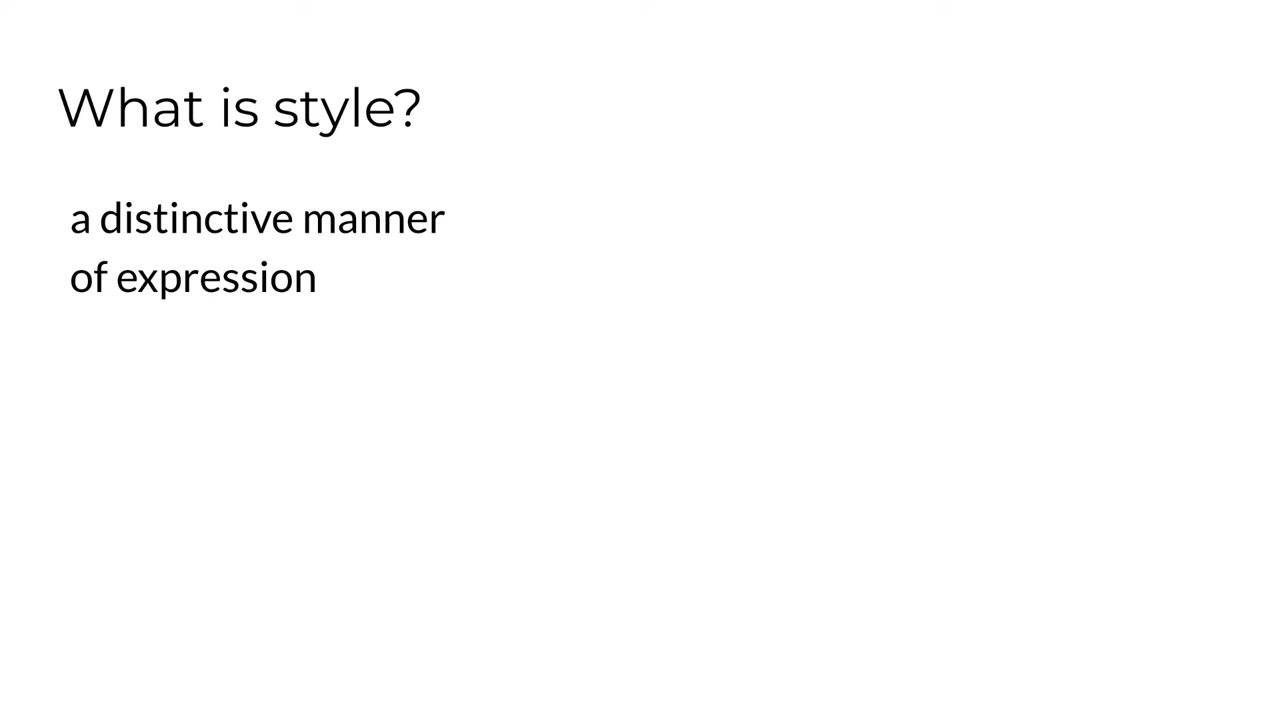 What is style?
a distinctive manner
of expression